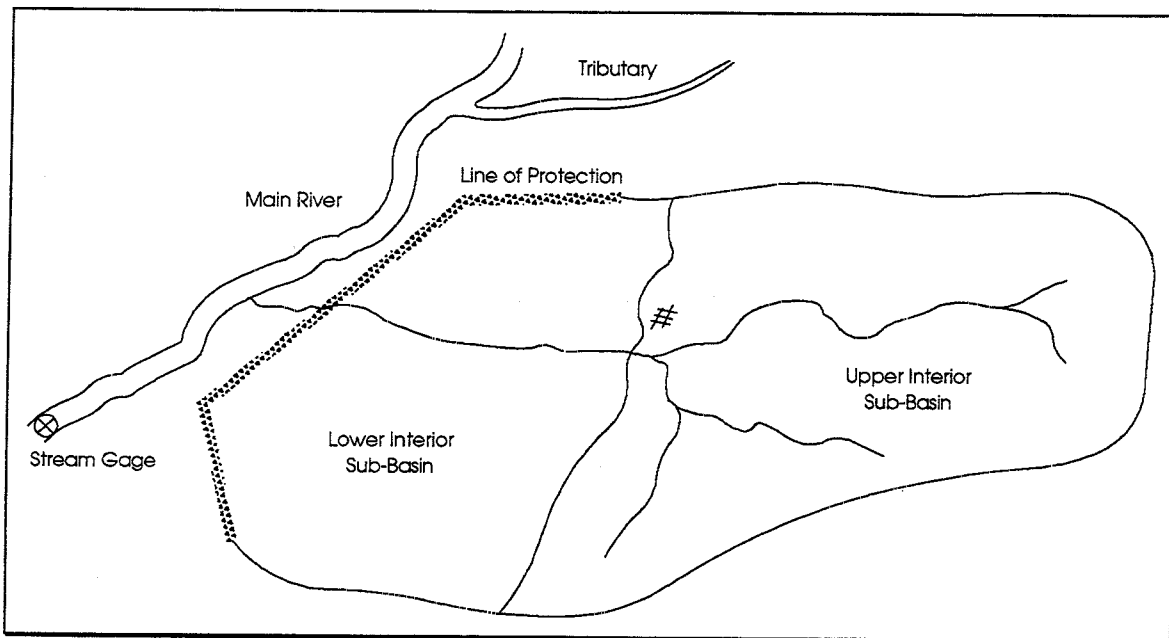 Tributary
Line of Protection
Main River
#
Upper Interior
Sub-Basin
Lower Interior
Sub-Basin
Stream Gage